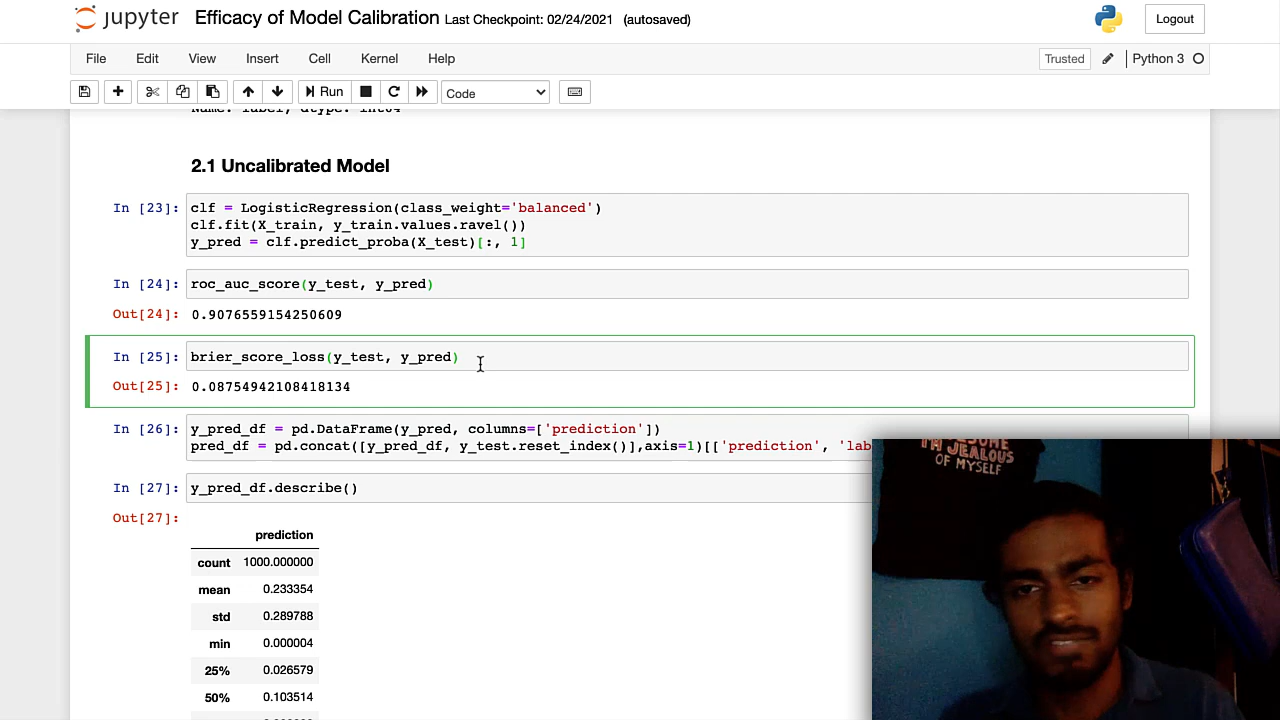 jupyter Efficacy of Model Calibration Last Checkpoint: 02/24/2021 (autosaved)
Logout
File Edit View Insert Cell Kernel Help
Trusted Python 3
Run Code
Name: label, dtype: int64
2.1 Uncalibrated Model
In [23]: clf = LogisticRegression(class_weight='balanced')
clf.fit(X_train, y_train.values.ravel())
y_pred = clf.predict_proba(X_test)[:, 1]
In [24]: roc_auc_score(y_test, y_pred)
Out[24]: 0.9076559154250609
In [25]: brier_score_loss(y_test, y_pred)
Out[25]: 0.08754942108418134
In [26]: y_pred_df = pd.DataFrame(y_pred, columns=['prediction'])
pred_df = pd.concat([y_pred_df, y_test.reset_index()],axis=1)[['prediction', 'lab
In [27]: y_pred_df.describe()
Out[27]:
prediction
count 1000.000000
mean 0.233354
std 0.289788
min 0.000004
25% 0.026579
50% 0.103514
I'M JEALOUS
OF MYSELF